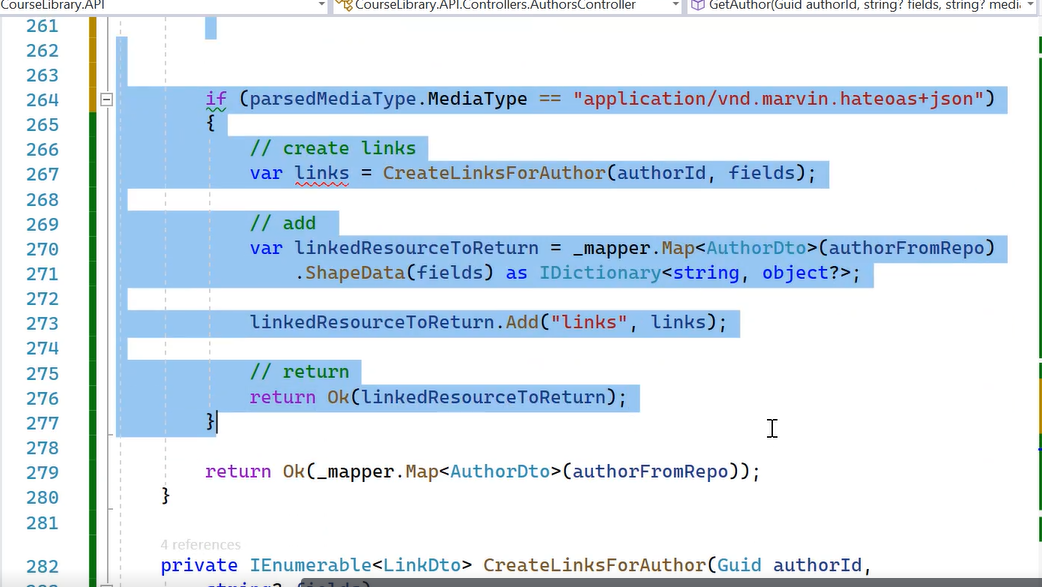 CourseLibrary.API
CourseLibrary.API.Controllers.AuthorsController
GetAuthor(Guid authorId, string? fields, string? medi
261
262
263
264 if (parsedMediaType.MediaType == "application/vnd.marvin.hateoas+json")
265 {
266 // create links
267 var links = CreateLinksForAuthor(authorId, fields);
268
269 // add
270 var linkedResourceToReturn = _mapper.Map<AuthorDto>(authorFromRepo)
271 .ShapeData(fields) as IDictionary<string, object?>;
272
273 linkedResourceToReturn.Add("links", links);
274
275 // return
276 return Ok(linkedResourceToReturn);
277 }
278
279 return Ok(_mapper.Map<AuthorDto>(authorFromRepo));
280 }
281
4 references
282 private IEnumerable<LinkDto> CreateLinksForAuthor(Guid authorId,